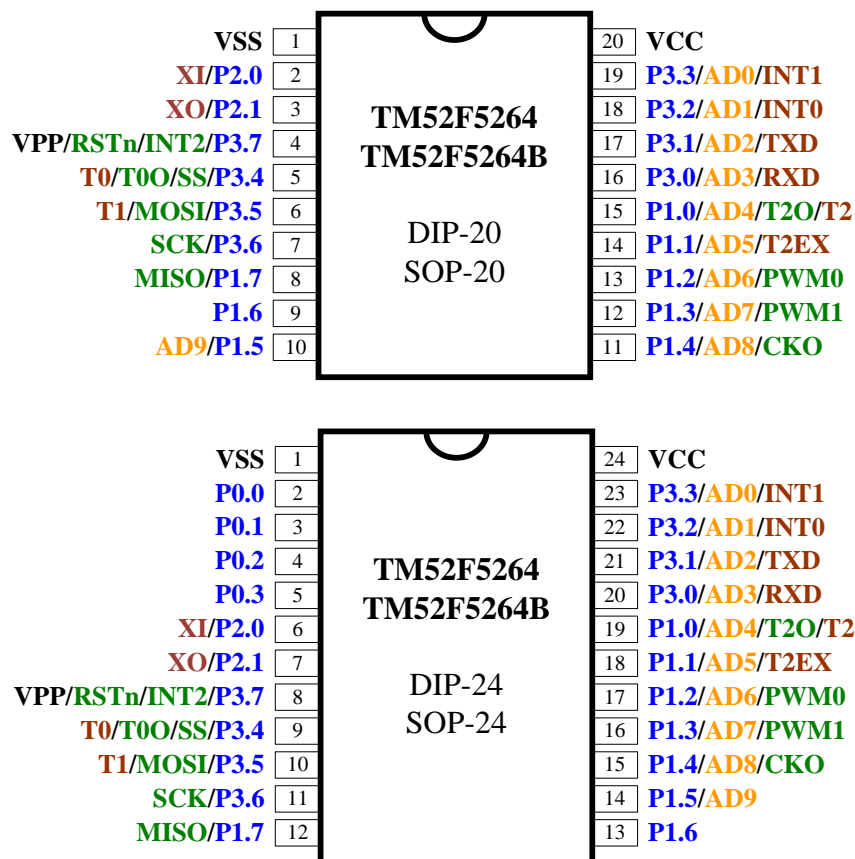 VSS 1 20 VCC
XI/P2.0 2 19 P3.3/AD0/INT1
XO/P2.1 3 18 P3.2/AD1/INT0
VPP/RSTn/INT2/P3.7 4 17 P3.1/AD2/TXD
T0/T0O/SS/P3.4 5 16 P3.0/AD3/RXD
T1/MOSI/P3.5 6 15 P1.0/AD4/T2O/T2
SCK/P3.6 7 14 P1.1/AD5/T2EX
MISO/P1.7 8 13 P1.2/AD6/PWM0
P1.6 9 12 P1.3/AD7/PWM1
AD9/P1.5 10 11 P1.4/AD8/CKO
TM52F5264
TM52F5264B
DIP-20
SOP-20
VSS 1 24 VCC
P0.0 2 23 P3.3/AD0/INT1
P0.1 3 22 P3.2/AD1/INT0
P0.2 4 21 P3.1/AD2/TXD
P0.3 5 20 P3.0/AD3/RXD
XI/P2.0 6 19 P1.0/AD4/T2O/T2
XO/P2.1 7 18 P1.1/AD5/T2EX
VPP/RSTn/INT2/P3.7 8 17 P1.2/AD6/PWM0
T0/T0O/SS/P3.4 9 16 P1.3/AD7/PWM1
T1/MOSI/P3.5 10 15 P1.4/AD8/CKO
SCK/P3.6 11 14 P1.5/AD9
MISO/P1.7 12 13 P1.6
TM52F5264
TM52F5264B
DIP-24
SOP-24